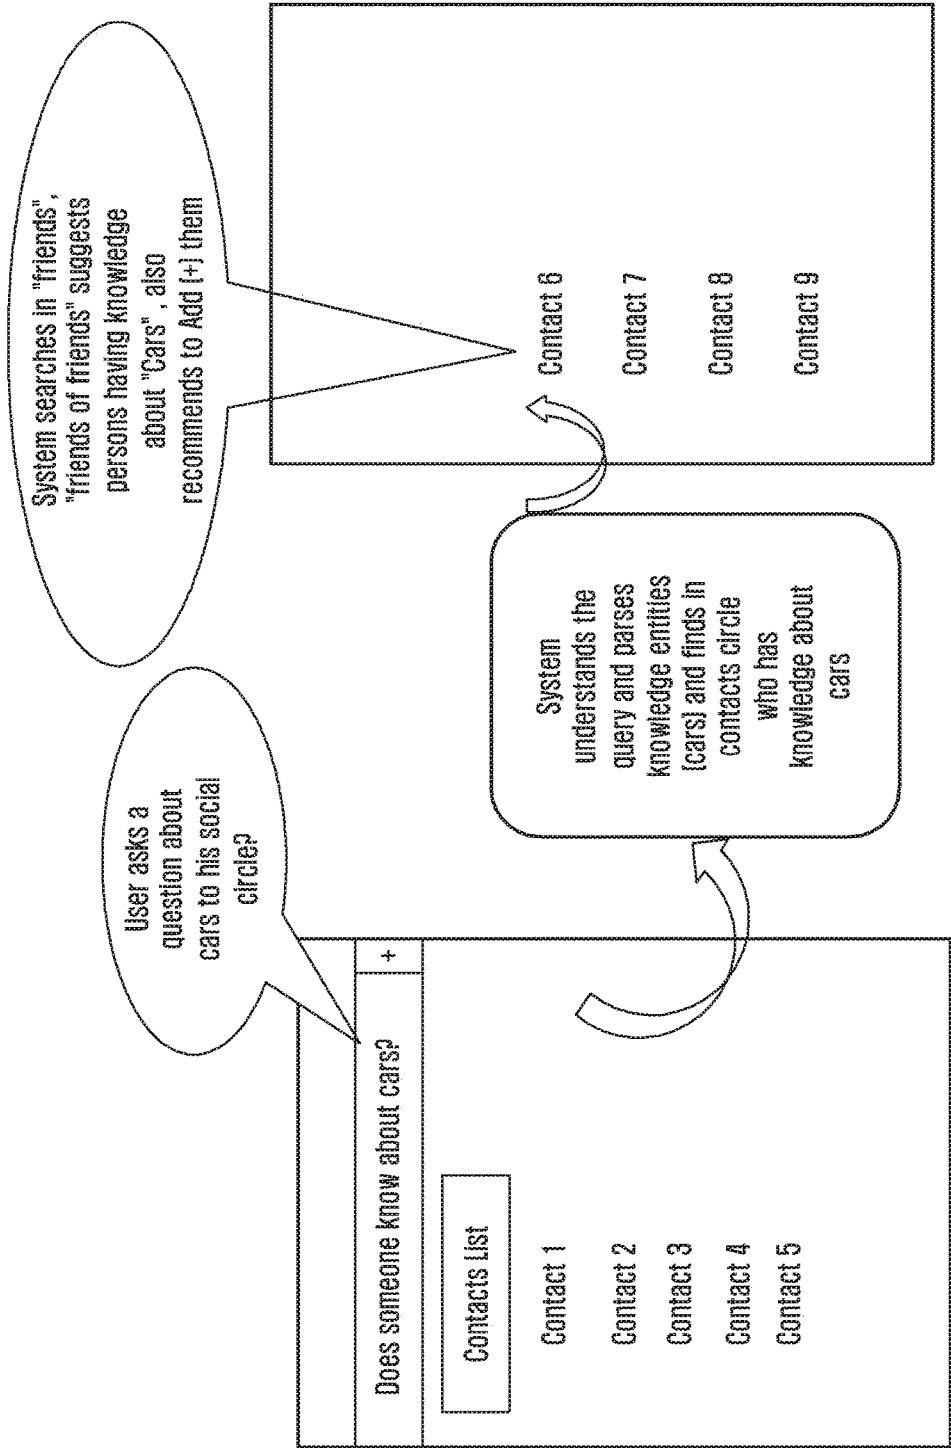 User asks a
question about
cars to his social
circle?
Does someone know about cars?
+
Contacts List
Contact 1
Contact 2
Contact 3
Contact 4
Contact 5
System
understands the
query and parses
knowledge entities
(cars) and finds in
contacts circle
who has
knowledge about
cars
System searches in "friends",
"friends of friends" suggests
persons having knowledge
about "Cars" , also
recommends to Add (+) them
Contact 6
Contact 7
Contact 8
Contact 9